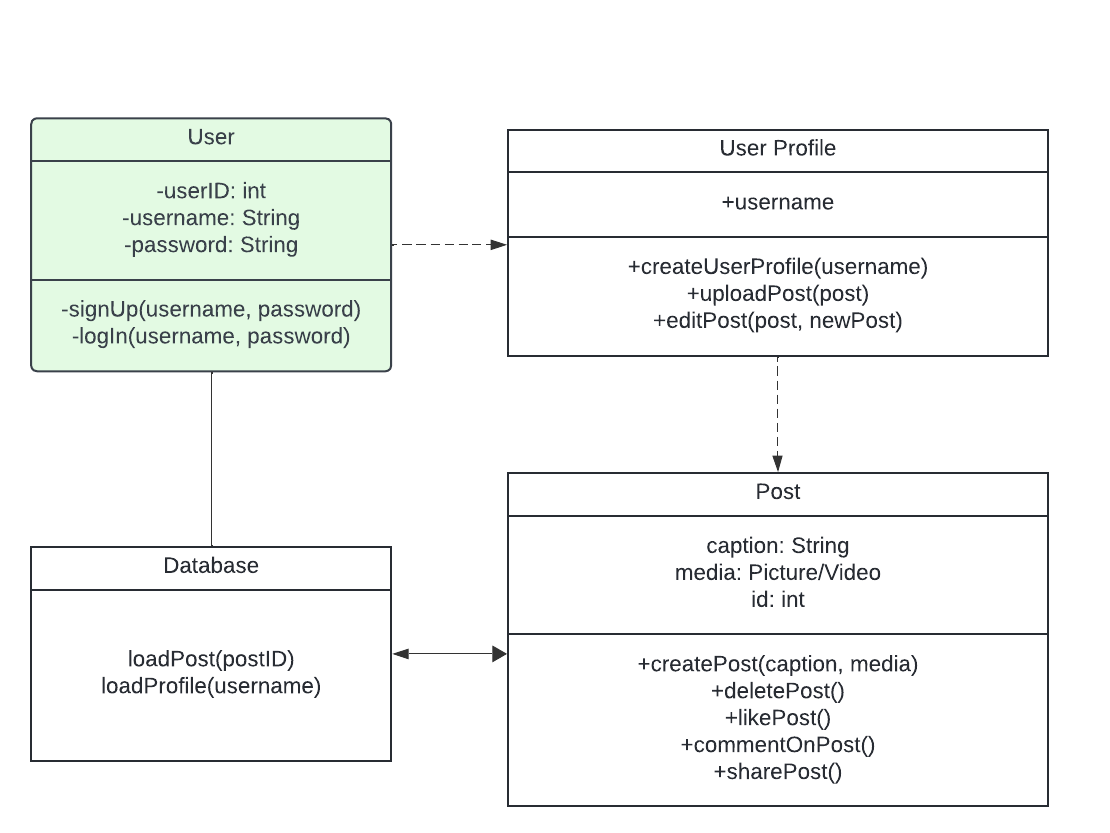 User
-userID: int
-username: String
-password: String
-signUp(username, password)
-logIn(username, password)
User Profile
+username
+createUserProfile(username)
+uploadPost(post)
+editPost(post, newPost)
Database
loadPost(postID)
loadProfile(username)
Post
caption: String
media: Picture/Video
id: int
+createPost(caption, media)
+deletePost()
+likePost()
+commentOnPost()
+sharePost()